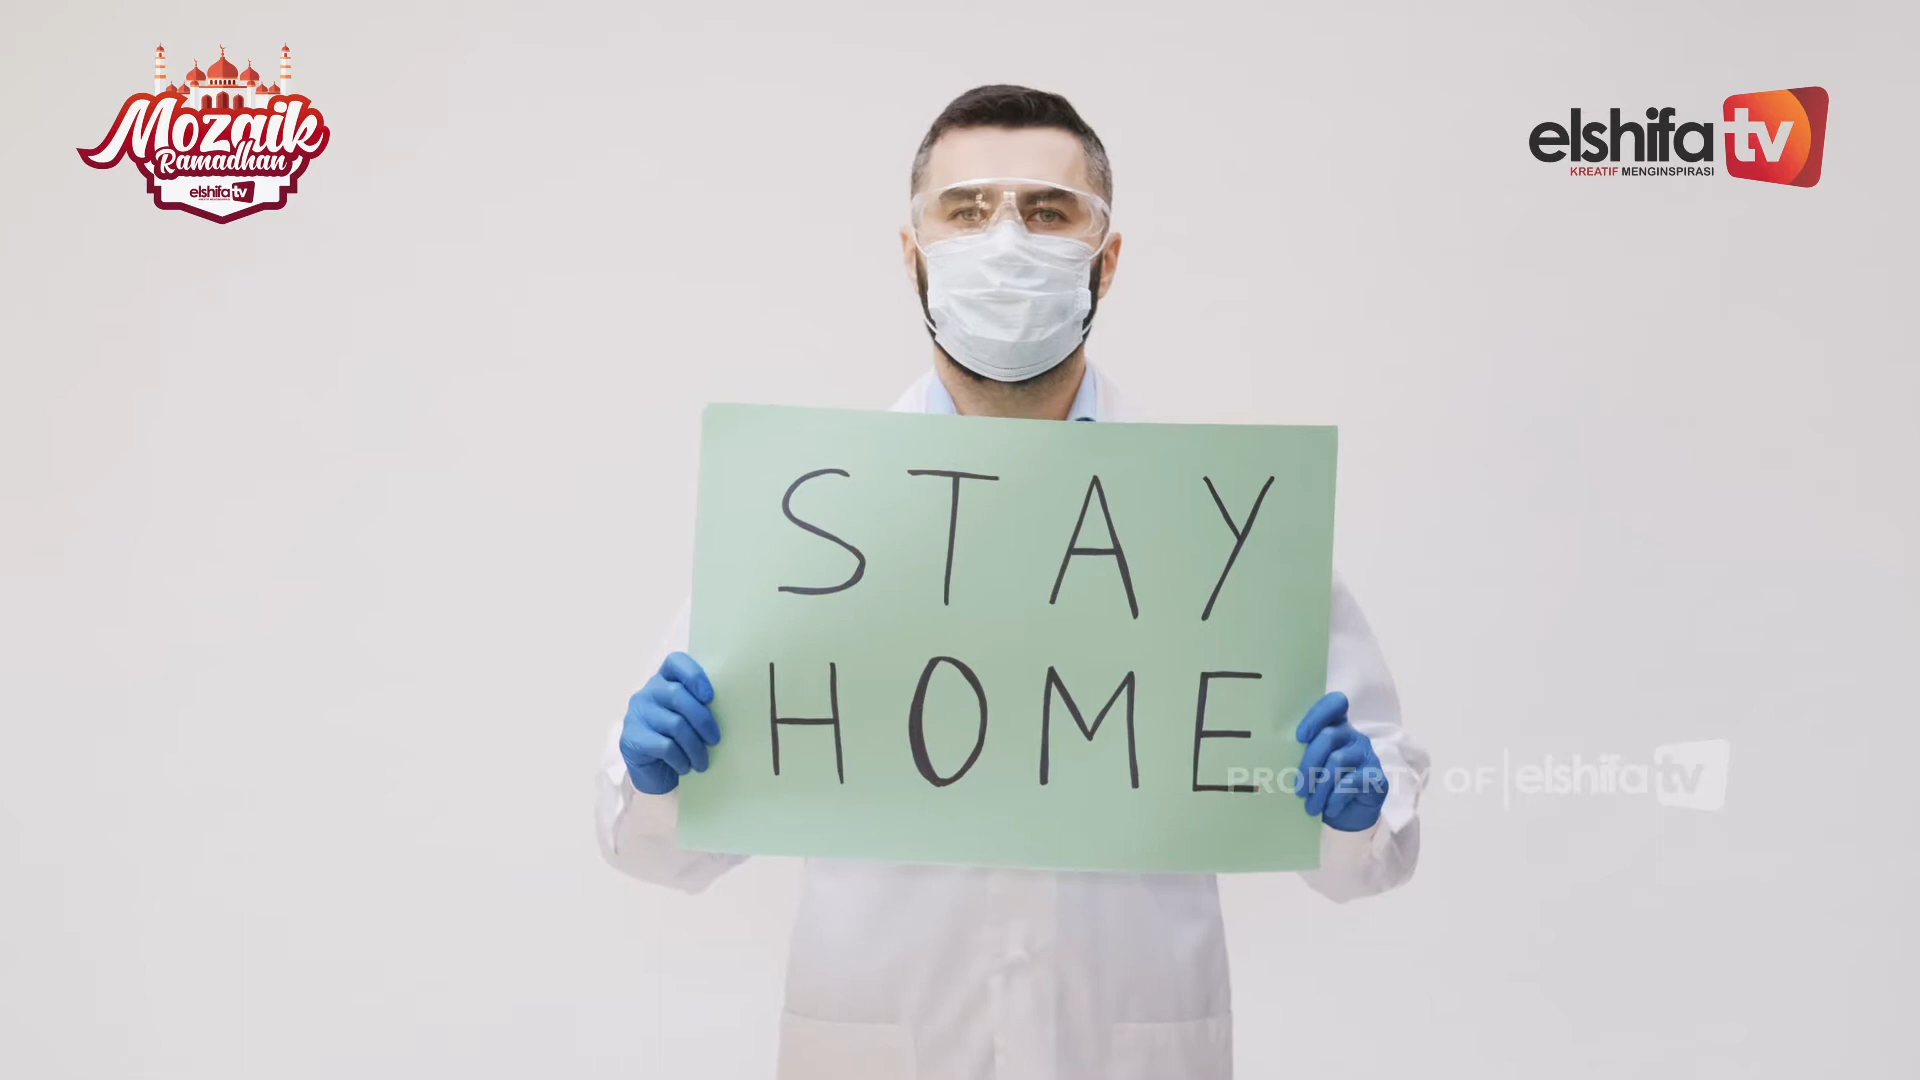 Mozaik
Ramadhan
elshifa tv
elshifa tv
KREATIF MENGINSPIRASI
STAY
HOME
PROPERTY OF elshifa tv